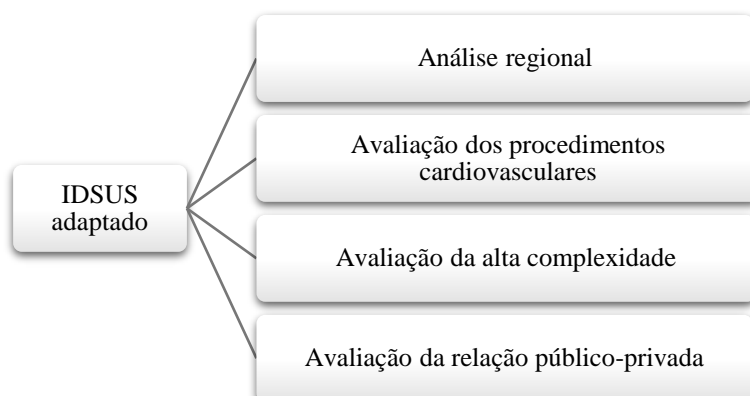 IDSUS
adaptado
Análise regional
Avaliação dos procedimentos
cardiovasculares
Avaliação da alta complexidade
Avaliação da relação público-privada